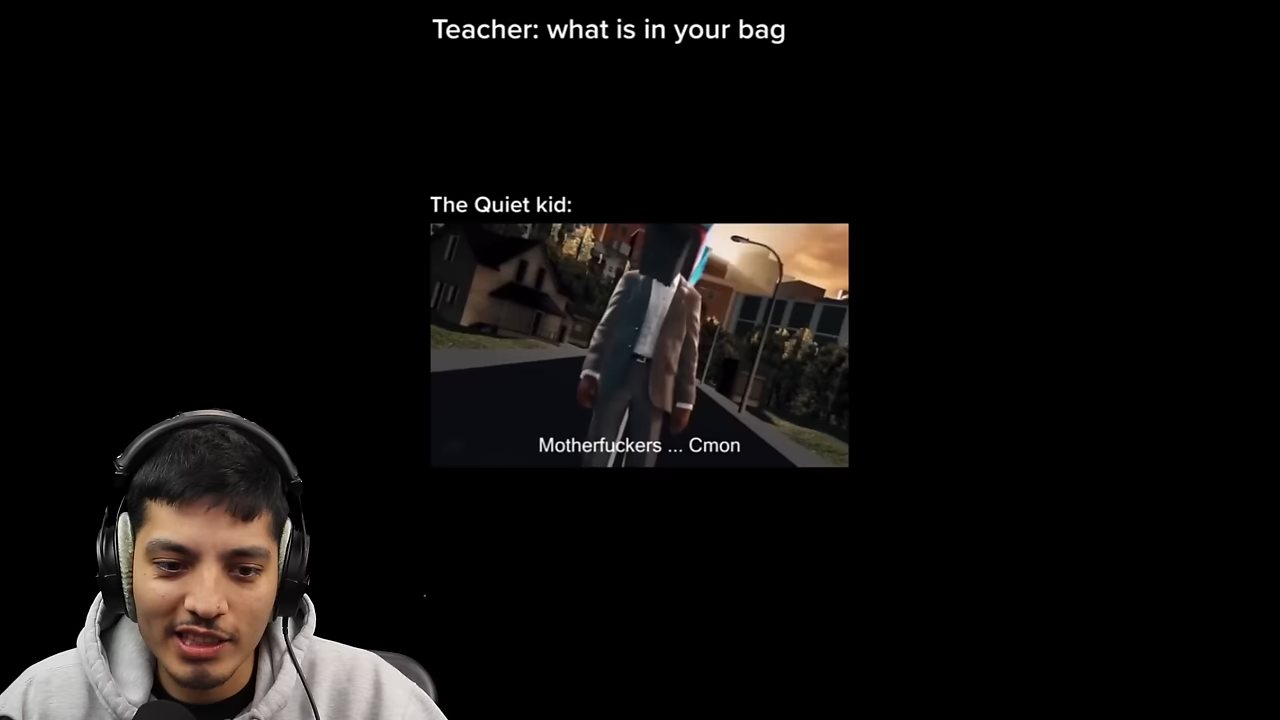 Teacher: what is in your bag
The Quiet kid:
Motherfuckers ... Cmon